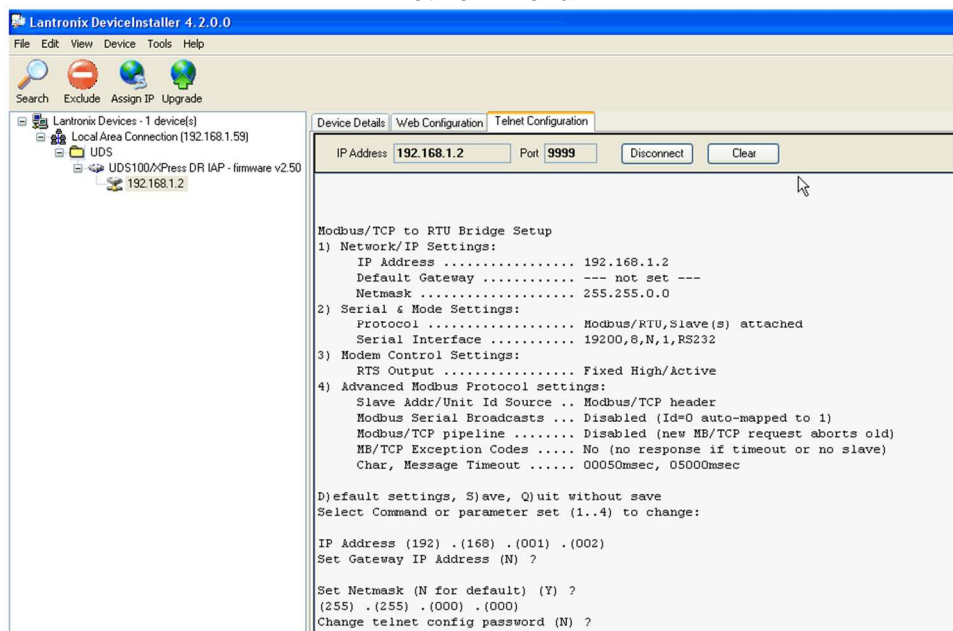 Lantronix DeviceInstaller 4.2.0.0
File Edit View Device Tools Help
Search Exclude Assign IP Upgrade
Lantronix Devices - 1 device(s)
Local Area Connection (192.168.1.59)
UDS
UDS100/XPress DR IAP - firmware v2.50
192.168.1.2
Device Details Web Configuration Telnet Configuration
IP Address 192.168.1.2 Port 9999 Disconnect Clear
Modbus/TCP to RTU Bridge Setup
1) Network/IP Settings:
IP Address ................. 192.168.1.2
Default Gateway ............ --- not set ---
Netmask .................... 255.255.0.0
2) Serial & Mode Settings:
Protocol ................... Modbus/RTU,Slave(s) attached
Serial Interface ........... 19200,8,N,1,RS232
3) Modem Control Settings:
RTS Output ................. Fixed High/Active
4) Advanced Modbus Protocol settings:
Slave Addr/Unit Id Source .. Modbus/TCP header
Modbus Serial Broadcasts ... Disabled (Id=0 auto-mapped to 1)
Modbus/TCP pipeline ........ Disabled (new MB/TCP request aborts old)
MB/TCP Exception Codes ..... No (no response if timeout or no slave)
Char, Message Timeout ...... 00050msec, 05000msec
D)efault settings, S)ave, Q)uit without save
Select Command or parameter set (1..4) to change:
IP Address (192) .(168) .(001) .(002)
Set Gateway IP Address (N) ?
Set Netmask (N for default) (Y) ?
(255) .(255) .(000) .(000)
Change telnet config password (N) ?